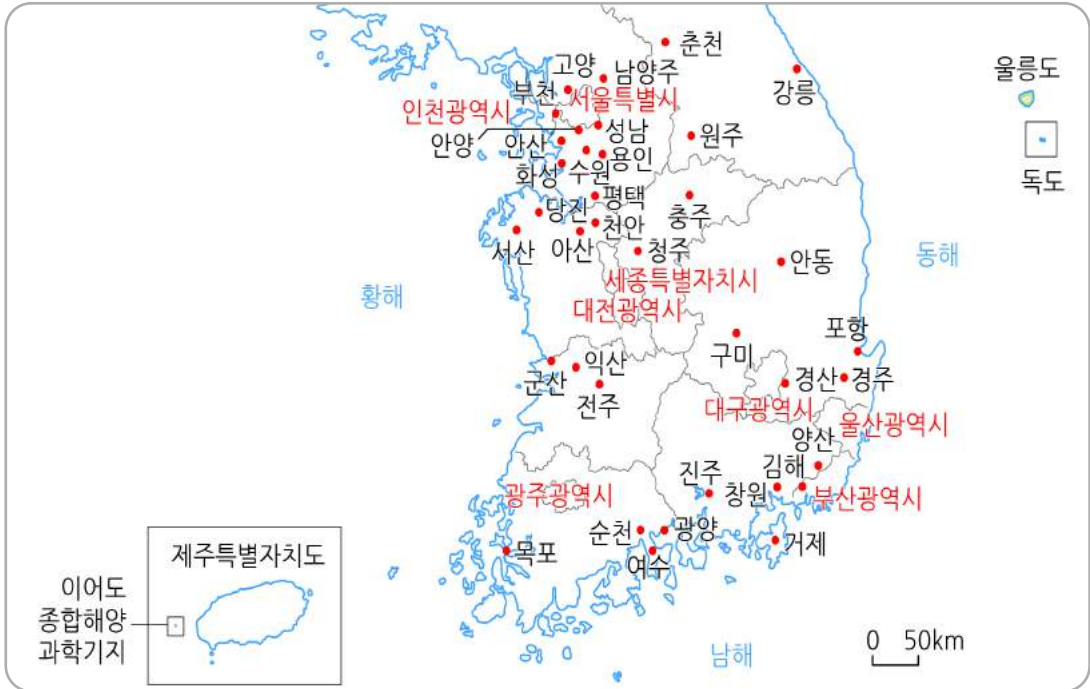 춘천
고양
남양주
강릉
울릉도
부천
서울특별시
인천광역시
성남
안양
안산
원주
용인
화성
수원
독도
평택
충주
당진
천안
서산
아산
청주
안동
동해
세종특별자치시
황해
대전광역시
포항
구미
익산
군산
경산
경주
전주
대구광역시
울산광역시
양산
김해
진주
창원
부산광역시
광주광역시
순천
광양
거제
목포
여수
제주특별자치도
이어도
종합해양
과학기지
0 50km
남해